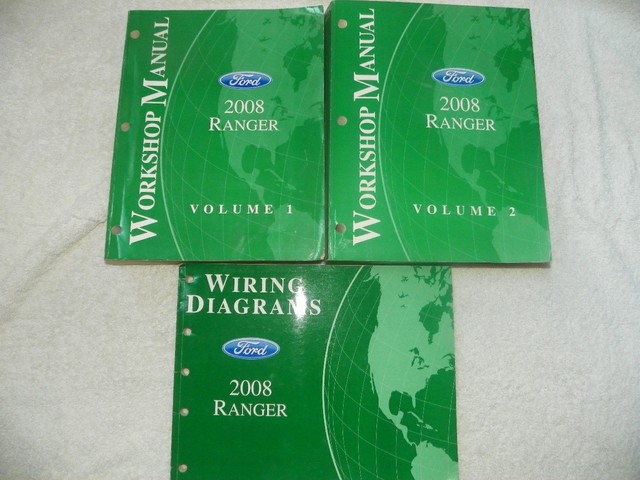 WORKSHOP MANUAL
Ford
2008
RANGER
VOLUME 1
WORKSHOP MANUAL
Ford
2008
RANGER
VOLUME 2
WIRING
DIAGRAMS
Ford
2008
RANGER